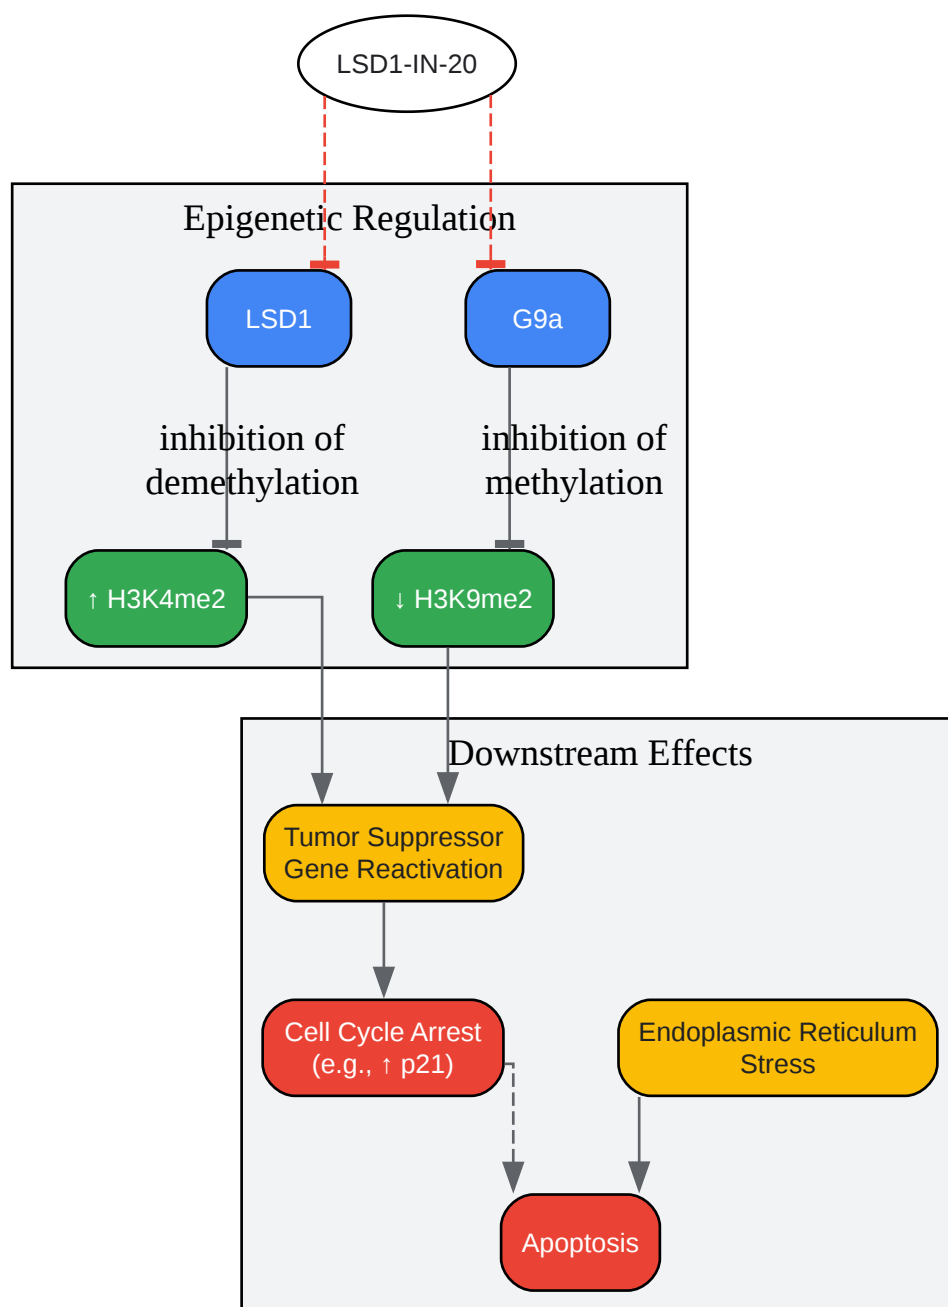 LSD1-IN-20
Epigenetic Regulation
LSD1
G9a
inhibition of
demethylation
inhibition of
methylation
↑ H3K4me2
↓ H3K9me2
Downstream Effects
Tumor Suppressor
Gene Reactivation
Cell Cycle Arrest
(e.g., ↑ p21)
Endoplasmic Reticulum
Stress
Apoptosis